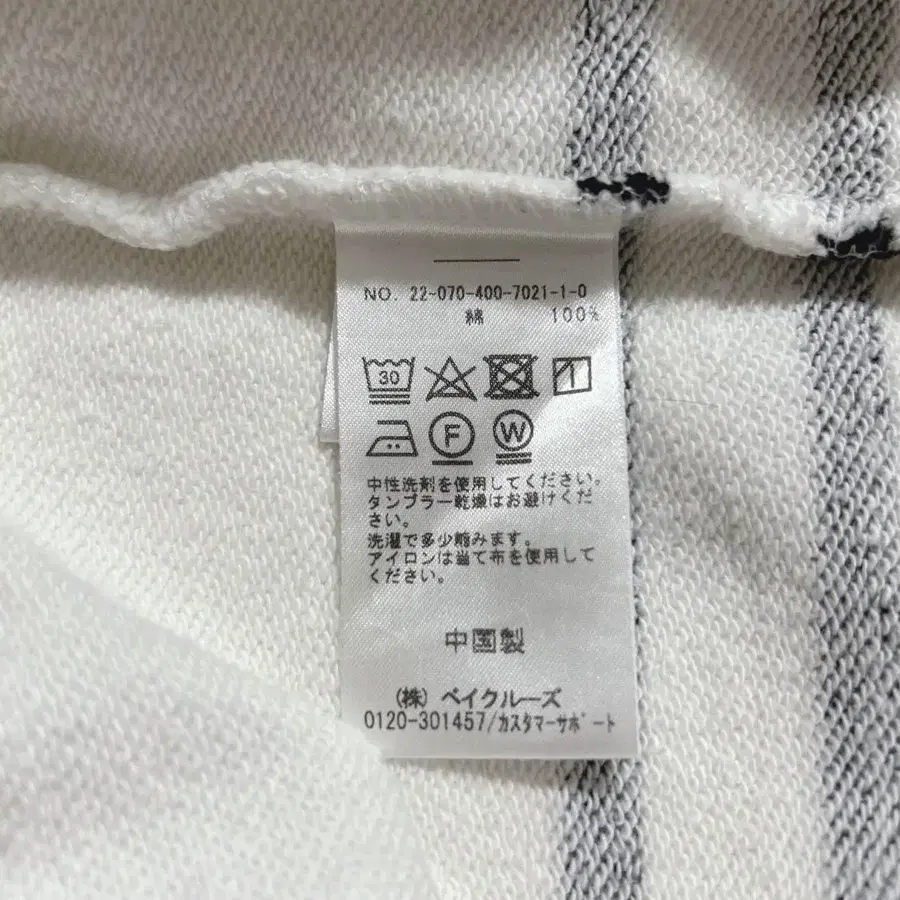 NO. 22-070-400-7021-1-0
綿 100%
30
F W
中性洗剤を使用してください。
タンブラー乾燥はお避けくだ
さい。
洗濯で多少縮みます。
アイロンは当て布を使用して
ください。
中国製
(株) ベイクルーズ
0120-301457/カスタマーサポート